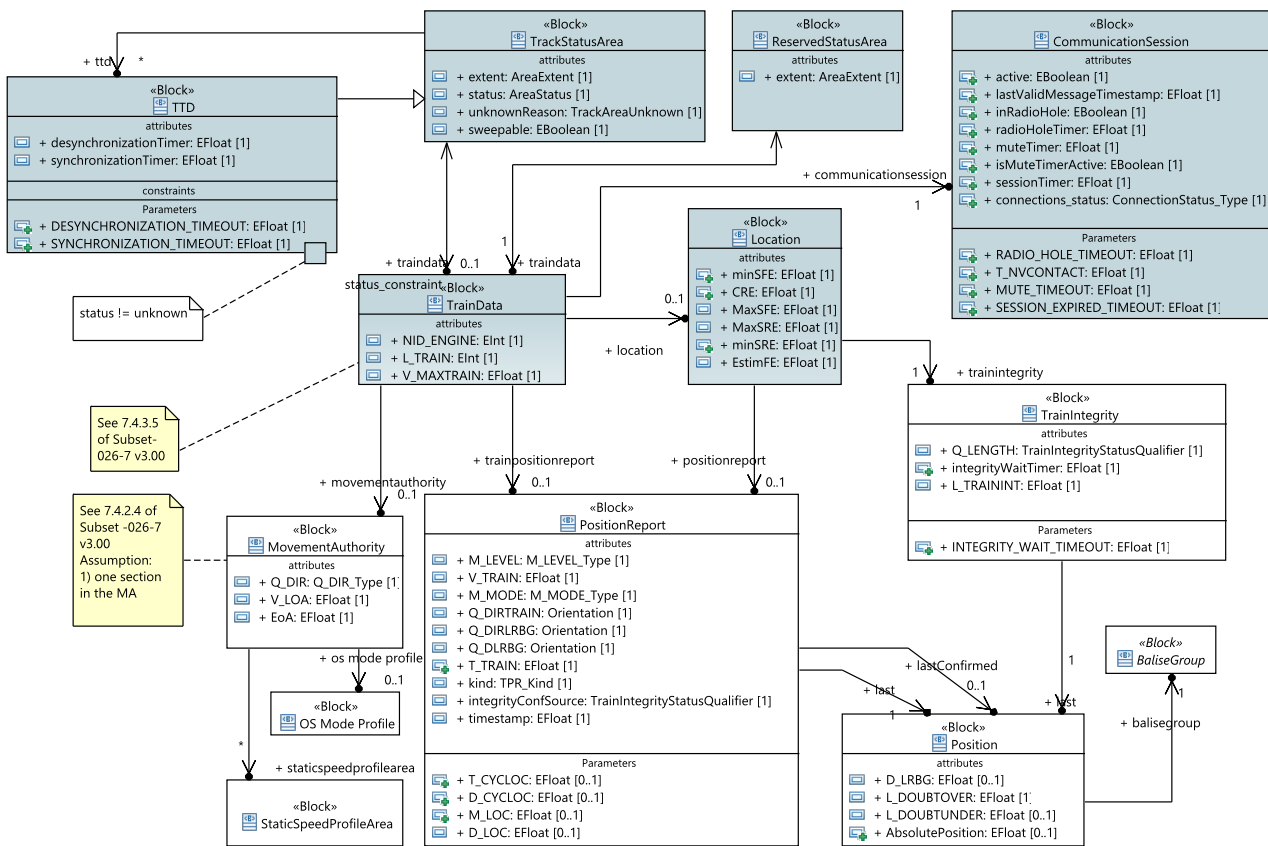 «Block»
TrackStatusArea
attributes
+ extent: AreaExtent [1]
+ status: AreaStatus [1]
+ unknownReason: TrackAreaUnknown [1]
+ sweepable: EBoolean [1]
«Block»
ReservedStatusArea
attributes
+ extent: AreaExtent [1]
«Block»
CommunicationSession
attributes
+ active: EBoolean [1]
+ lastValidMessageTimestamp: EFloat [1]
+ inRadioHole: EBoolean [1]
+ radioHoleTimer: EFloat [1]
+ muteTimer: EFloat [1]
+ isMuteTimerActive: EBoolean [1]
+ sessionTimer: EFloat [1]
+ connections_status: ConnectionStatus_Type [1]
Parameters
+ RADIO_HOLE_TIMEOUT: EFloat [1]
+ T_NVCONTACT: EFloat [1]
+ MUTE_TIMEOUT: EFloat [1]
+ SESSION_EXPIRED_TIMEOUT: EFloat [1]
+ ttd
*
«Block»
TTD
attributes
+ desynchronizationTimer: EFloat [1]
+ synchronizationTimer: EFloat [1]
constraints
Parameters
+ DESYNCHRONIZATION_TIMEOUT: EFloat [1]
+ SYNCHRONIZATION_TIMEOUT: EFloat [1]
status != unknown
+ communicationsession
1
+ traindata
0..1
1
+ traindata
status_constraint
«Block»
TrainData
attributes
+ NID_ENGINE: EInt [1]
+ L_TRAIN: EInt [1]
+ V_MAXTRAIN: EFloat [1]
0..1
+ location
«Block»
Location
attributes
+ minSFE: EFloat [1]
+ CRE: EFloat [1]
+ MaxSFE: EFloat [1]
+ MaxSRE: EFloat [1]
+ minSRE: EFloat [1]
+ EstimFE: EFloat [1]
1
+ trainintegrity
«Block»
TrainIntegrity
attributes
+ Q_LENGTH: TrainIntegrityStatusQualifier [1]
+ integrityWaitTimer: EFloat [1]
+ L_TRAININT: EFloat [1]
Parameters
+ INTEGRITY_WAIT_TIMEOUT: EFloat [1]
See 7.4.3.5
of Subset-
026-7 v3.00
See 7.4.2.4 of
Subset -026-7
v3.00
Assumption:
1) one section
in the MA
+ movementauthority
0..1
+ trainpositionreport
0..1
+ positionreport
0..1
«Block»
MovementAuthority
attributes
+ Q_DIR: Q_DIR_Type [1]
+ V_LOA: EFloat [1]
+ EoA: EFloat [1]
«Block»
PositionReport
attributes
+ M_LEVEL: M_LEVEL_Type [1]
+ V_TRAIN: EFloat [1]
+ M_MODE: M_MODE_Type [1]
+ Q_DIRTRAIN: Orientation [1]
+ Q_DIRLRBG: Orientation [1]
+ Q_DLRBG: Orientation [1]
+ T_TRAIN: EFloat [1]
+ kind: TPR_Kind [1]
+ integrityConfSource: TrainIntegrityStatusQualifier [1]
+ timestamp: EFloat [1]
Parameters
+ T_CYCLOC: EFloat [0..1]
+ D_CYCLOC: EFloat [0..1]
+ M_LOC: EFloat [0..1]
+ D_LOC: EFloat [0..1]
+ os mode profile
0..1
«Block»
OS Mode Profile
*
+ staticspeedprofilearea
«Block»
StaticSpeedProfileArea
+ lastConfirmed
0..1
+ last
1
1
+ last
«Block»
BaliseGroup
1
+ balisegroup
«Block»
Position
attributes
+ D_LRBG: EFloat [0..1]
+ L_DOUBTOVER: EFloat [1]
+ L_DOUBTUNDER: EFloat [0..1]
+ AbsolutePosition: EFloat [0..1]